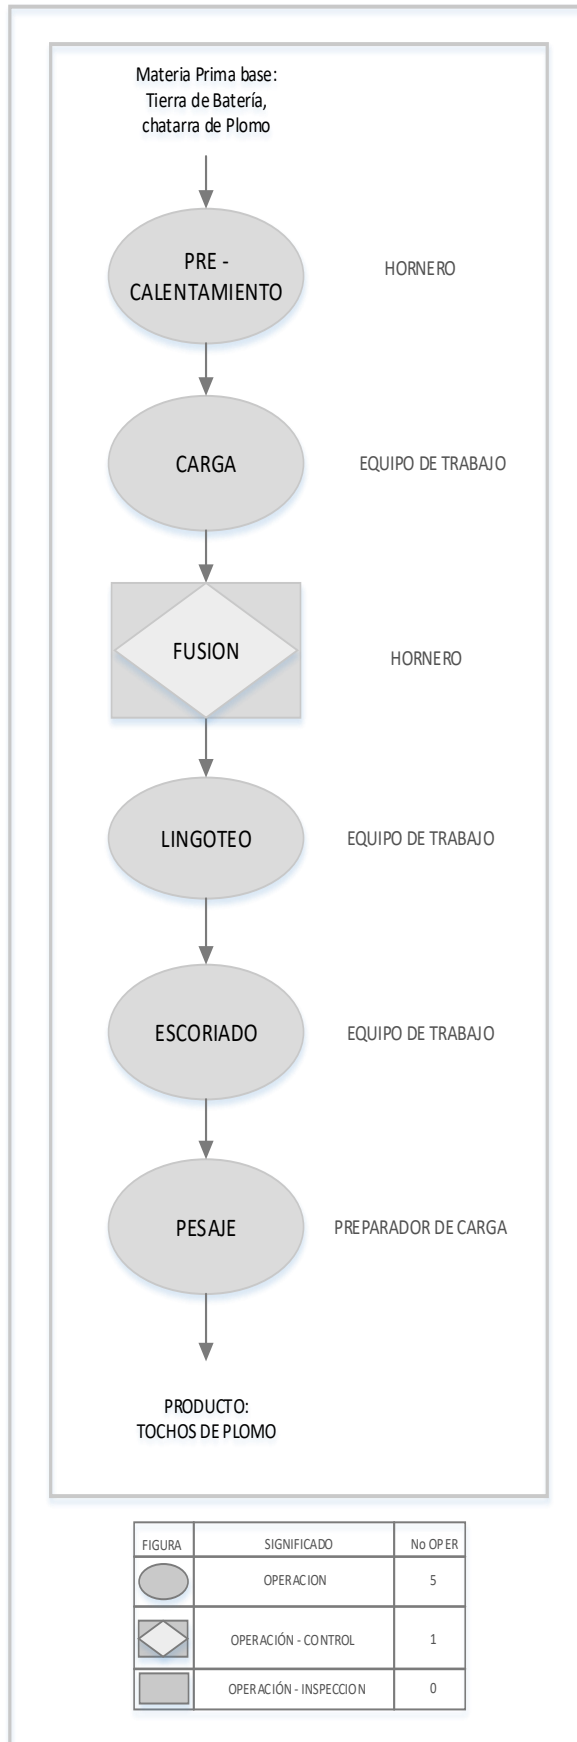 Materia Prima base:
Tierra de Batería,
chatarra de Plomo
PRE -
CALENTAMIENTO
HORNERO
CARGA
EQUIPO DE TRABAJO
FUSION
HORNERO
LINGOTEO
EQUIPO DE TRABAJO
ESCORIADO
EQUIPO DE TRABAJO
PESAJE
PREPARADOR DE CARGA
PRODUCTO:
TOCHOS DE PLOMO
FIGURA SIGNIFICADO No OPER
OPERACION 5
OPERACIÓN - CONTROL 1
OPERACIÓN - INSPECCION 0